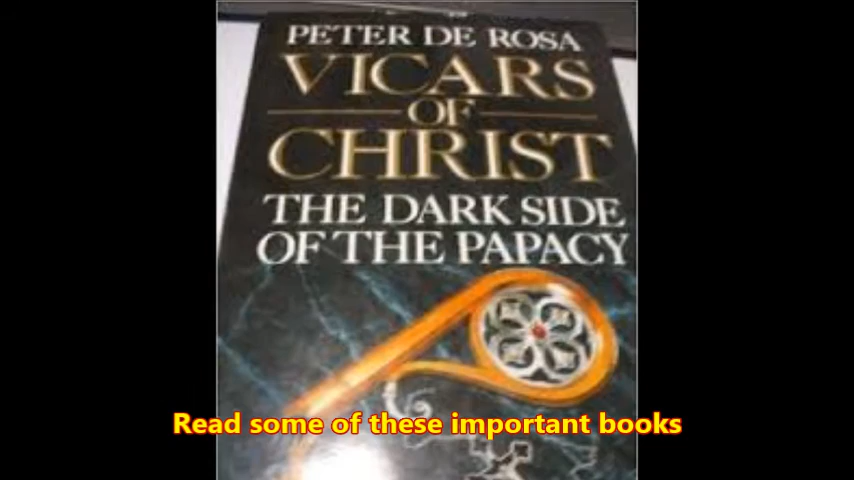 PETER DE ROSA
VICARS
OF
CHRIST
THE DARK SIDE
OF THE PAPACY
Read some of these important books